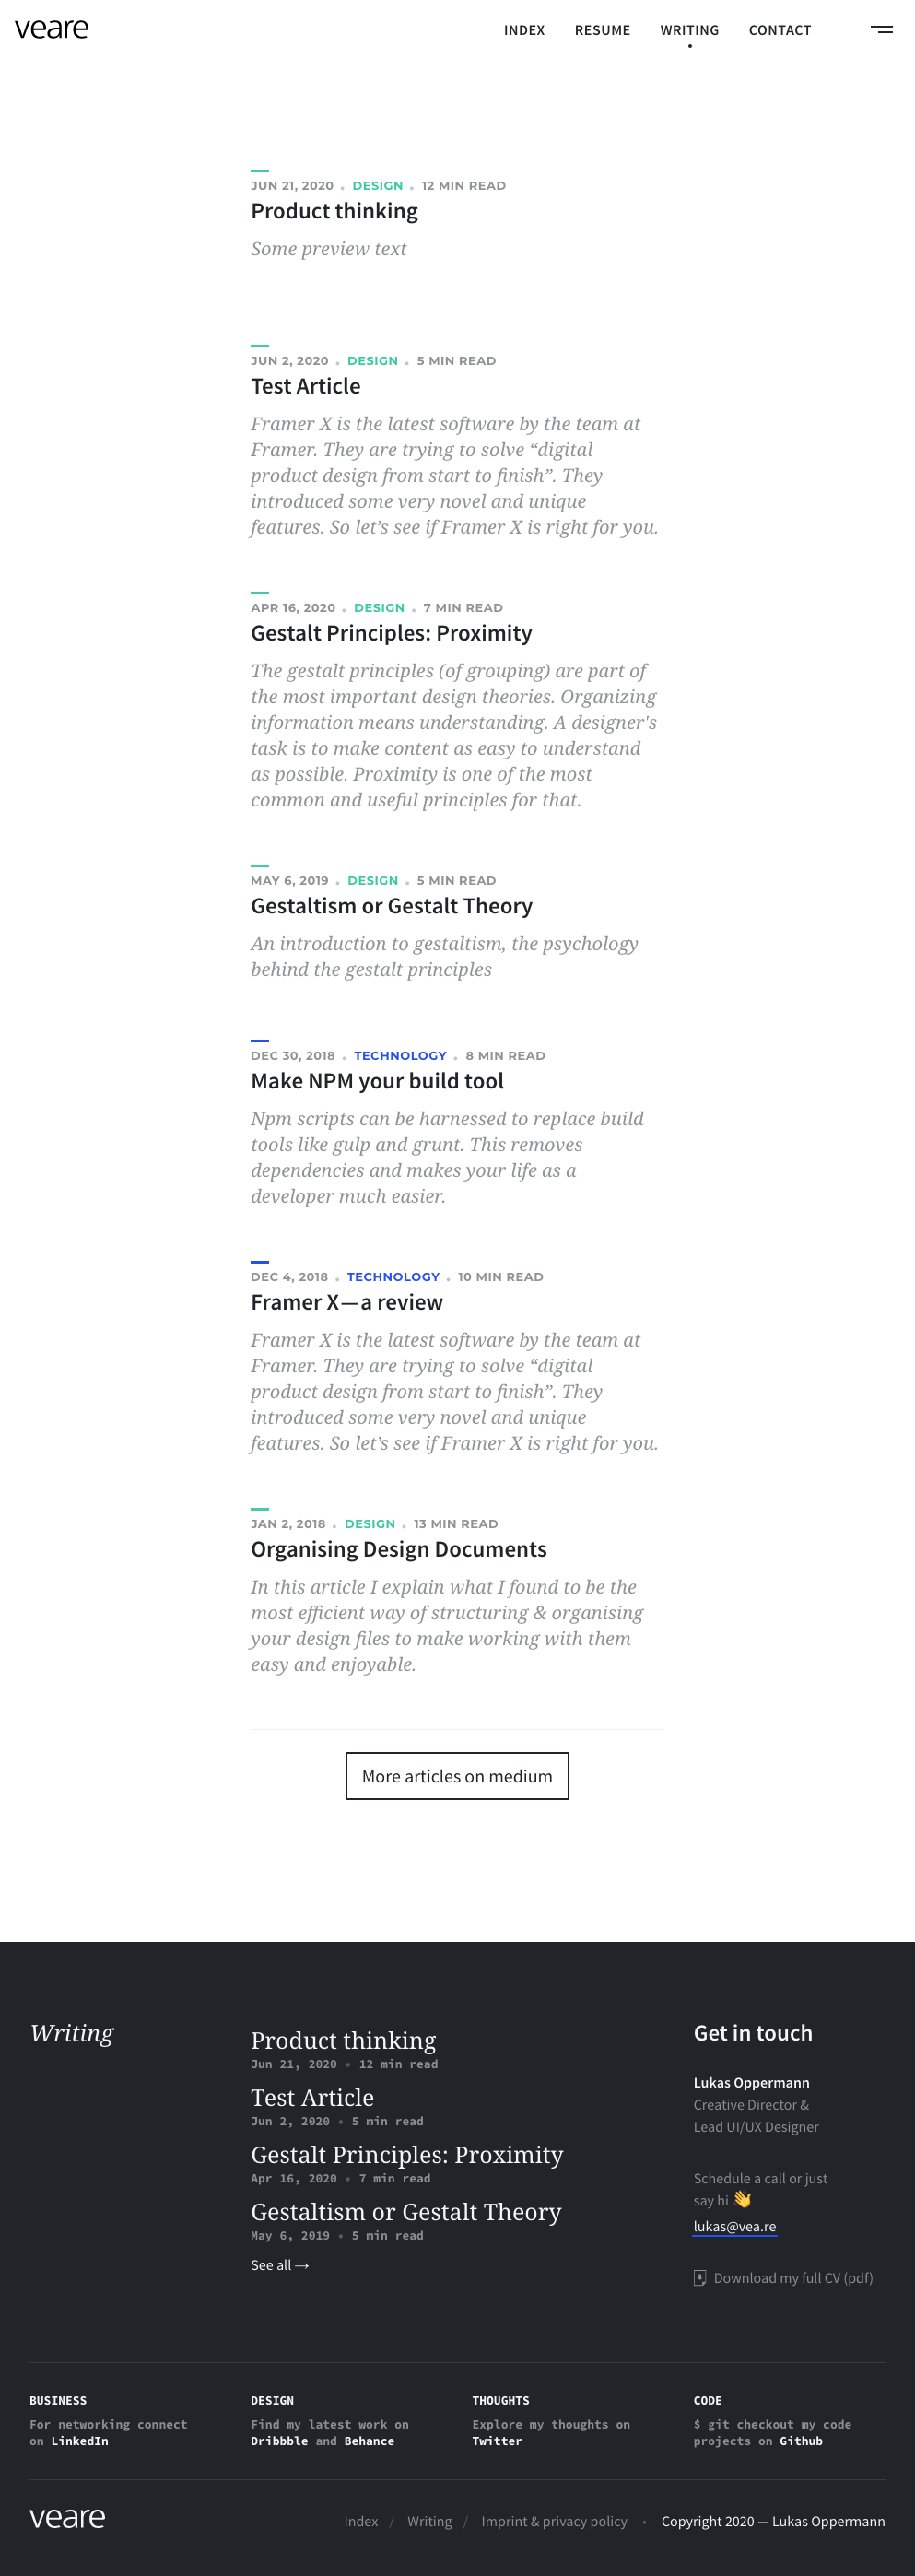 veare
INDEX RESUME WRITING CONTACT
JUN 21, 2020 • DESIGN • 12 MIN READ
Product thinking
Some preview text
JUN 2, 2020 • DESIGN • 5 MIN READ
Test Article
Framer X is the latest software by the team at
Framer. They are trying to solve “digital
product design from start to finish”. They
introduced some very novel and unique
features. So let’s see if Framer X is right for you.
APR 16, 2020 • DESIGN • 7 MIN READ
Gestalt Principles: Proximity
The gestalt principles (of grouping) are part of
the most important design theories. Organizing
information means understanding. A designer's
task is to make content as easy to understand
as possible. Proximity is one of the most
common and useful principles for that.
MAY 6, 2019 • DESIGN • 5 MIN READ
Gestaltism or Gestalt Theory
An introduction to gestaltism, the psychology
behind the gestalt principles
DEC 30, 2018 • TECHNOLOGY • 8 MIN READ
Make NPM your build tool
Npm scripts can be harnessed to replace build
tools like gulp and grunt. This removes
dependencies and makes your life as a
developer much easier.
DEC 4, 2018 • TECHNOLOGY • 10 MIN READ
Framer X—a review
Framer X is the latest software by the team at
Framer. They are trying to solve “digital
product design from start to finish”. They
introduced some very novel and unique
features. So let’s see if Framer X is right for you.
JAN 2, 2018 • DESIGN • 13 MIN READ
Organising Design Documents
In this article I explain what I found to be the
most efficient way of structuring & organising
your design files to make working with them
easy and enjoyable.
More articles on medium
Writing
Product thinking
Jun 21, 2020 • 12 min read
Test Article
Jun 2, 2020 • 5 min read
Gestalt Principles: Proximity
Apr 16, 2020 • 7 min read
Gestaltism or Gestalt Theory
May 6, 2019 • 5 min read
See all →
Get in touch
Lukas Oppermann
Creative Director &
Lead UI/UX Designer
Schedule a call or just
say hi 👋
lukas@vea.re
Download my full CV (pdf)
BUSINESS
For networking connect
on LinkedIn
DESIGN
Find my latest work on
Dribbble and Behance
THOUGHTS
Explore my thoughts on
Twitter
CODE
$ git checkout my code
projects on Github
veare
Index / Writing / Imprint & privacy policy • Copyright 2020 — Lukas Oppermann